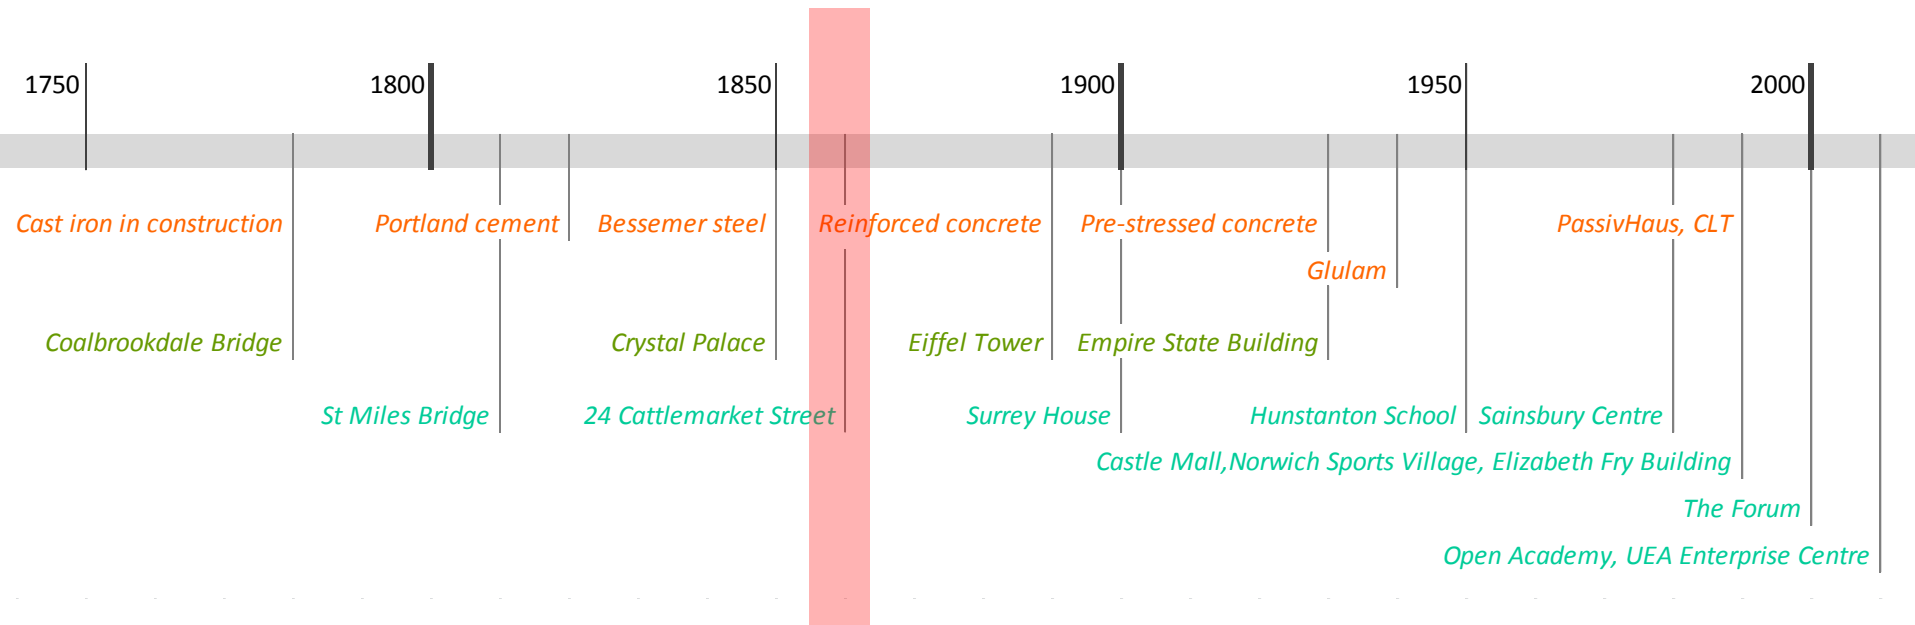 1750 1800 1850 1900 1950 2000
Cast iron in construction Portland cement Bessemer steel Reinforced concrete Pre-stressed concrete PassivHaus, CLT
Glulam
Coalbrookdale Bridge Crystal Palace Eiffel Tower Empire State Building
St Miles Bridge 24 Cattlemarket Street Surrey House Hunstanton School Sainsbury Centre
Castle Mall,Norwich Sports Village, Elizabeth Fry Building
The Forum
Open Academy, UEA Enterprise Centre